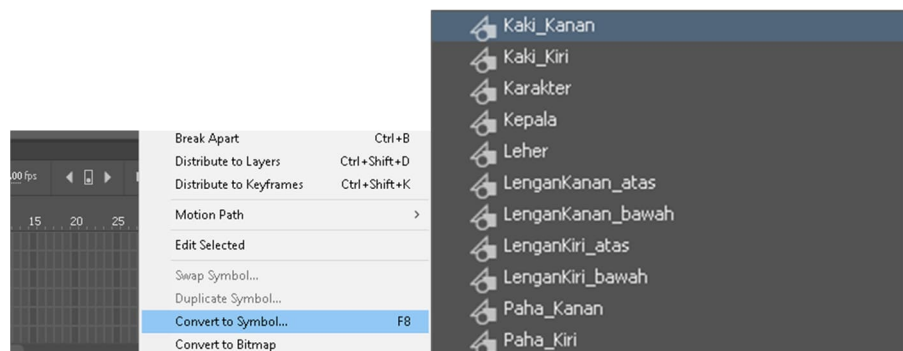 Break Apart Ctrl+B
Distribute to Layers Ctrl+Shift+D
Distribute to Keyframes Ctrl+Shift+K
Motion Path >
Edit Selected
Swap Symbol...
Duplicate Symbol...
Convert to Symbol... F8
Convert to Bitmap
.00 fps
15 20 25
Kaki_Kanan
Kaki_Kiri
Karakter
Kepala
Leher
LenganKanan_atas
LenganKanan_bawah
LenganKiri_atas
LenganKiri_bawah
Paha_Kanan
Paha_Kiri